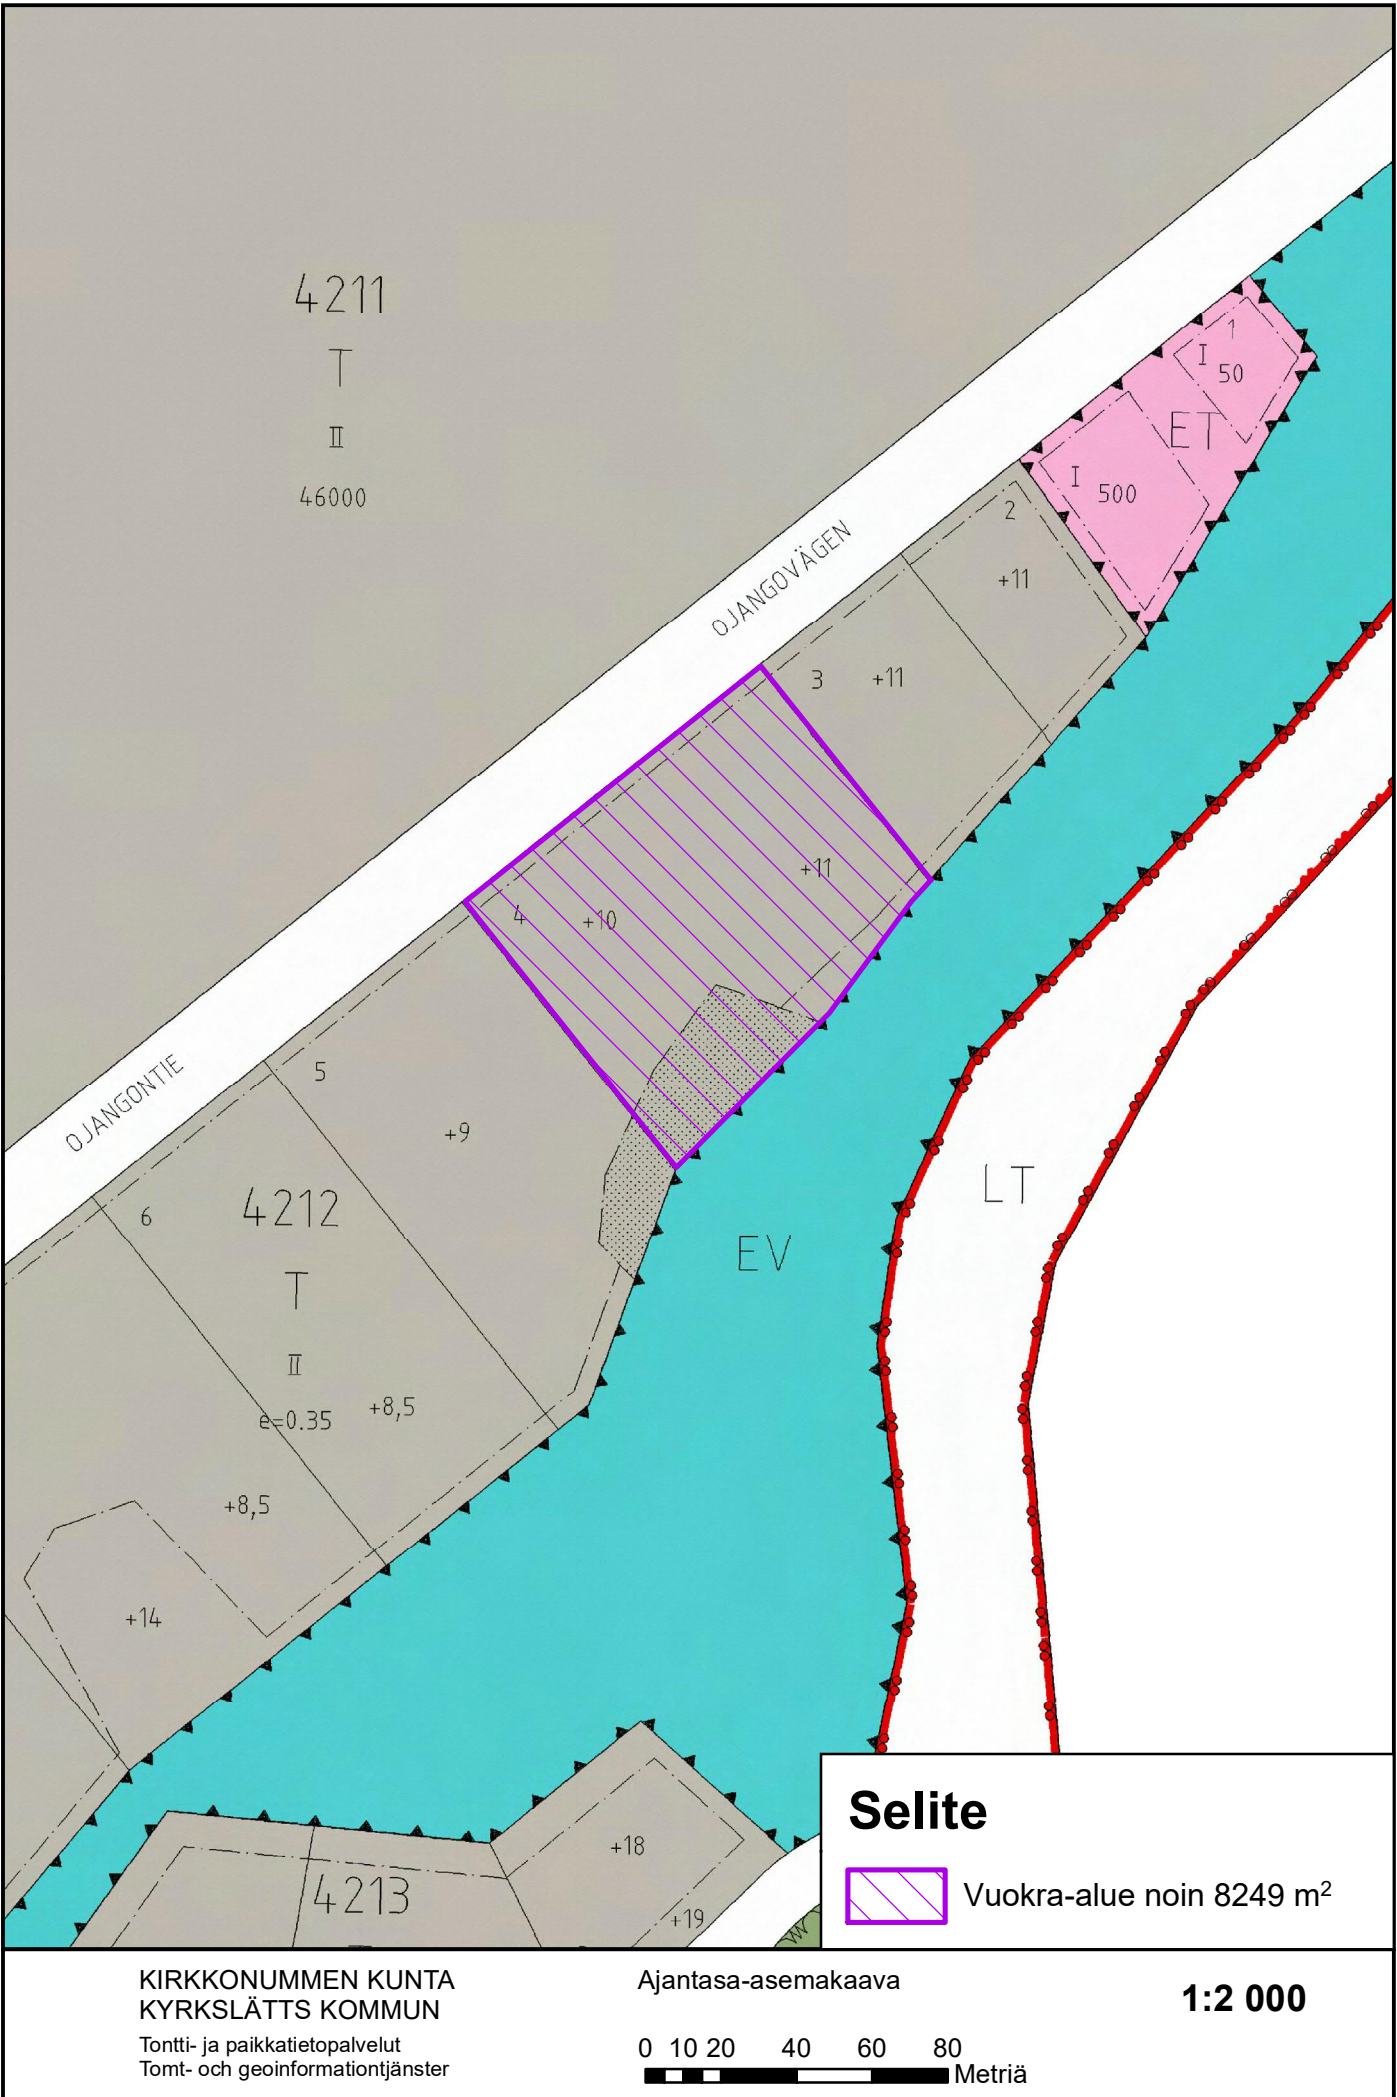 4211
T
II
46000
1
I
50
ET
I
500
2
+11
OJANGOVÄGEN
3
+11
+11
4
+10
OJANGONTIE
5
+9
6
4212
T
II
e=0.35
+8,5
+8,5
+14
LT
EV
+18
4213
+19
Selite
Vuokra-alue noin 8249 m²
KIRKKONUMMEN KUNTA
KYRKSLÄTTS KOMMUN
Tontti- ja paikkatietopalvelut
Tomt- och geoinformationtjänster
Ajantasa-asemakaava
0 10 20 40 60 80
Metriä
1:2 000